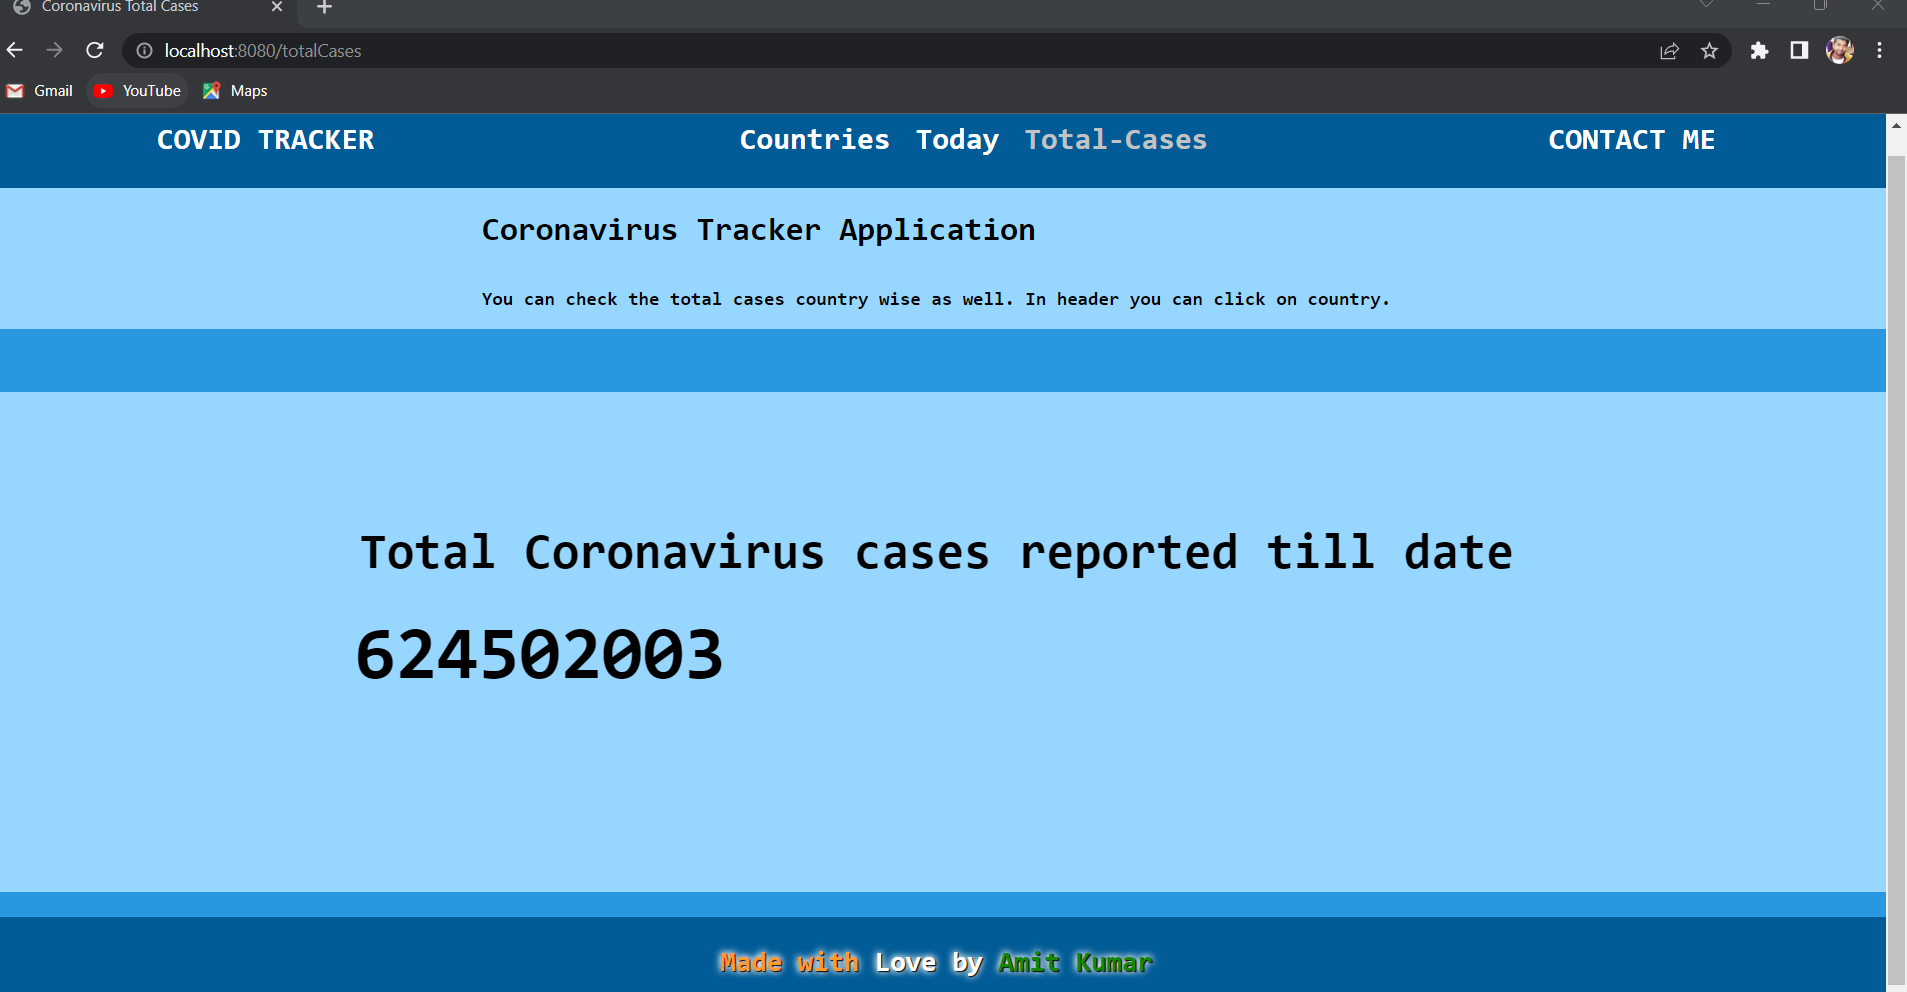 Coronavirus Total Cases
localhost:8080/totalCases
Gmail YouTube Maps
COVID TRACKER Countries Today Total-Cases CONTACT ME
Coronavirus Tracker Application
You can check the total cases country wise as well. In header you can click on country.
Total Coronavirus cases reported till date
624502003
Made with Love by Amit Kumar